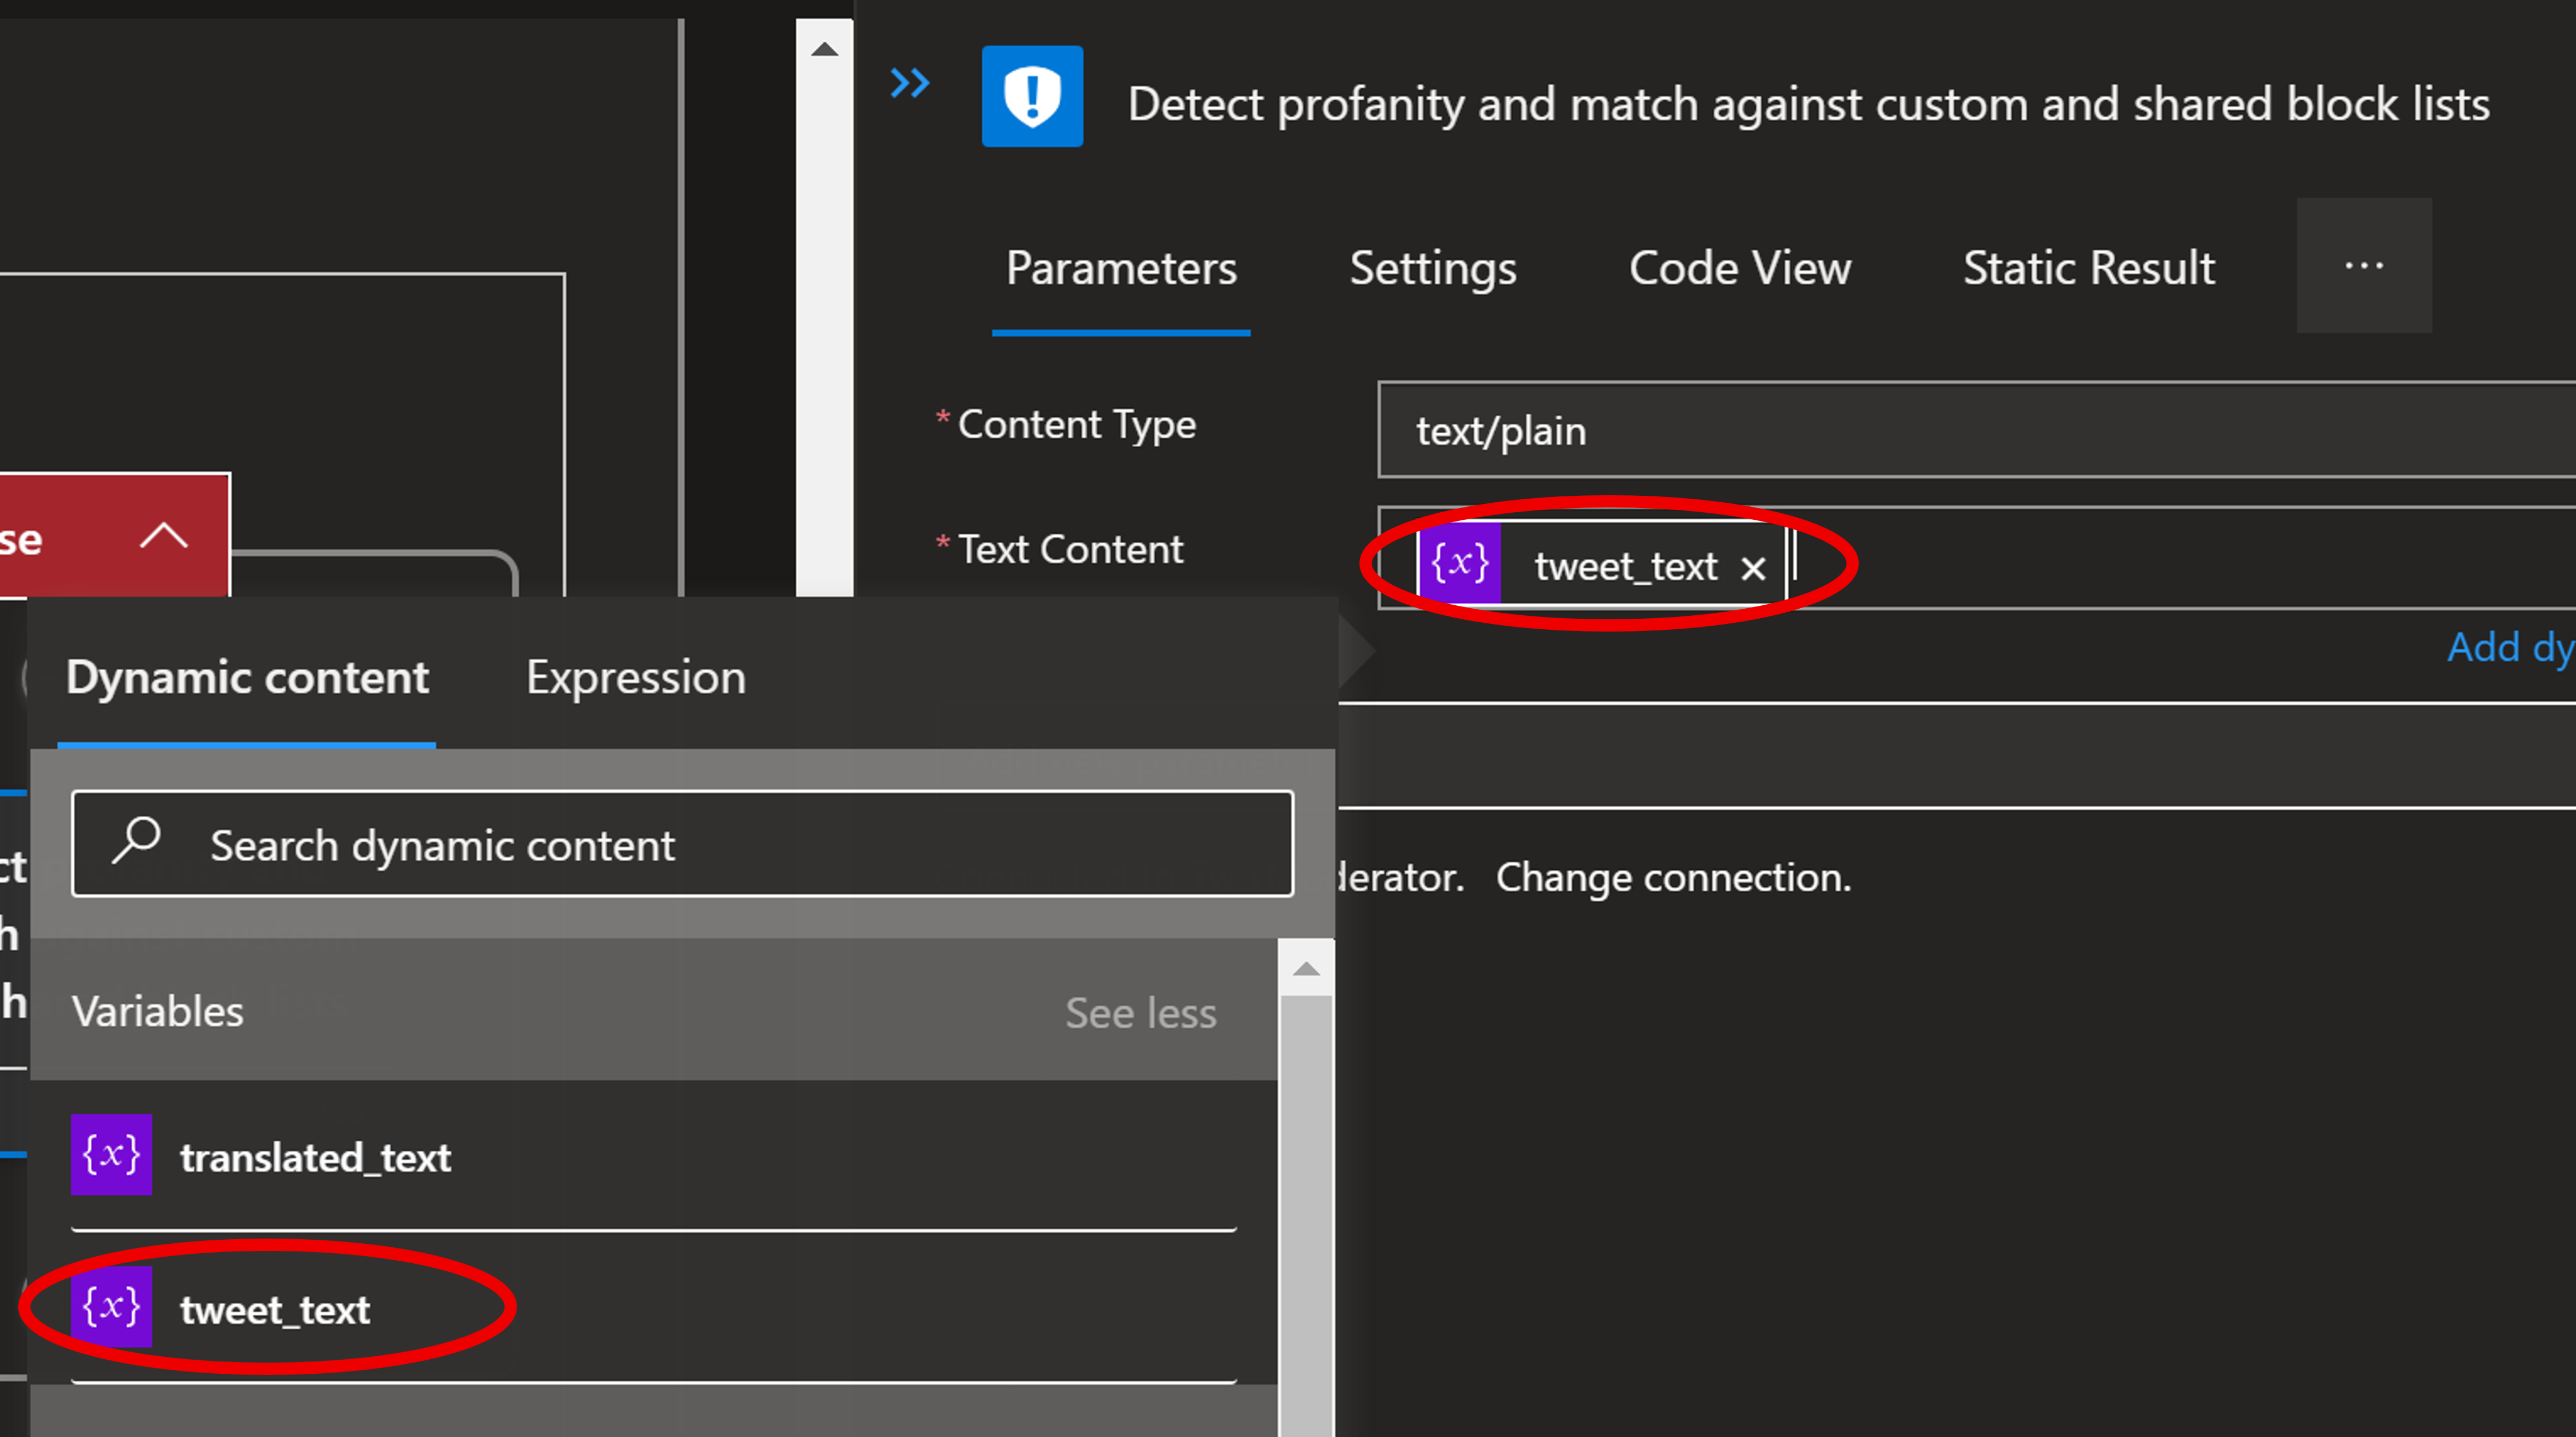 Detect profanity and match against custom and shared block lists
Parameters Settings Code View Static Result ...
* Content Type text/plain
* Text Content {x} tweet_text ×
Add dy
se
Dynamic content Expression
Search dynamic content
derator. Change connection.
ct
h
h
Variables See less
{x} translated_text
{x} tweet_text